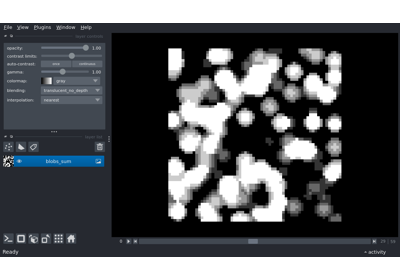 File View Plugins Window Help
opacity: 1.00
contrast limits:
auto-contrast: once continuous
gamma: 1.00
colormap: gray
blending: translucent_no_depth
interpolation: nearest
blobs_sum
Ready
activity